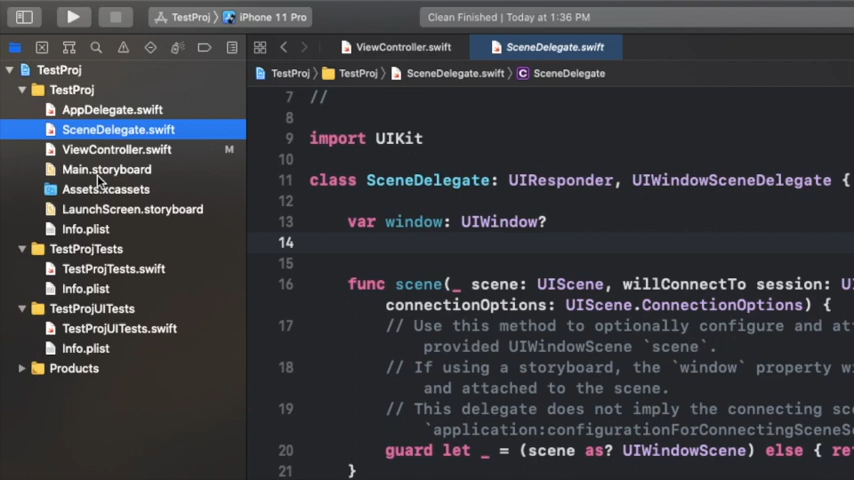 TestProj iPhone 11 Pro Clean Finished | Today at 1:36 PM
ViewController.swift SceneDelegate.swift
TestProj
TestProj TestProj SceneDelegate.swift C SceneDelegate
TestProj
AppDelegate.swift
SceneDelegate.swift
ViewController.swift M
Main.storyboard
Assets.xcassets
LaunchScreen.storyboard
Info.plist
TestProjTests
TestProjTests.swift
Info.plist
TestProjUITests
TestProjUITests.swift
Info.plist
Products
7 //
8
9 import UIKit
10
11 class SceneDelegate: UIResponder, UIWindowSceneDelegate {
12
13 var window: UIWindow?
14
15
16 func scene(_ scene: UIScene, willConnectTo session: UI
connectionOptions: UIScene.ConnectionOptions) {
17 // Use this method to optionally configure and at
provided UIWindowScene `scene`.
18 // If using a storyboard, the `window` property wi
and attached to the scene.
19 // This delegate does not imply the connecting sce
`application:configurationForConnectingSceneSe
20 guard let _ = (scene as? UIWindowScene) else { ret
21 }